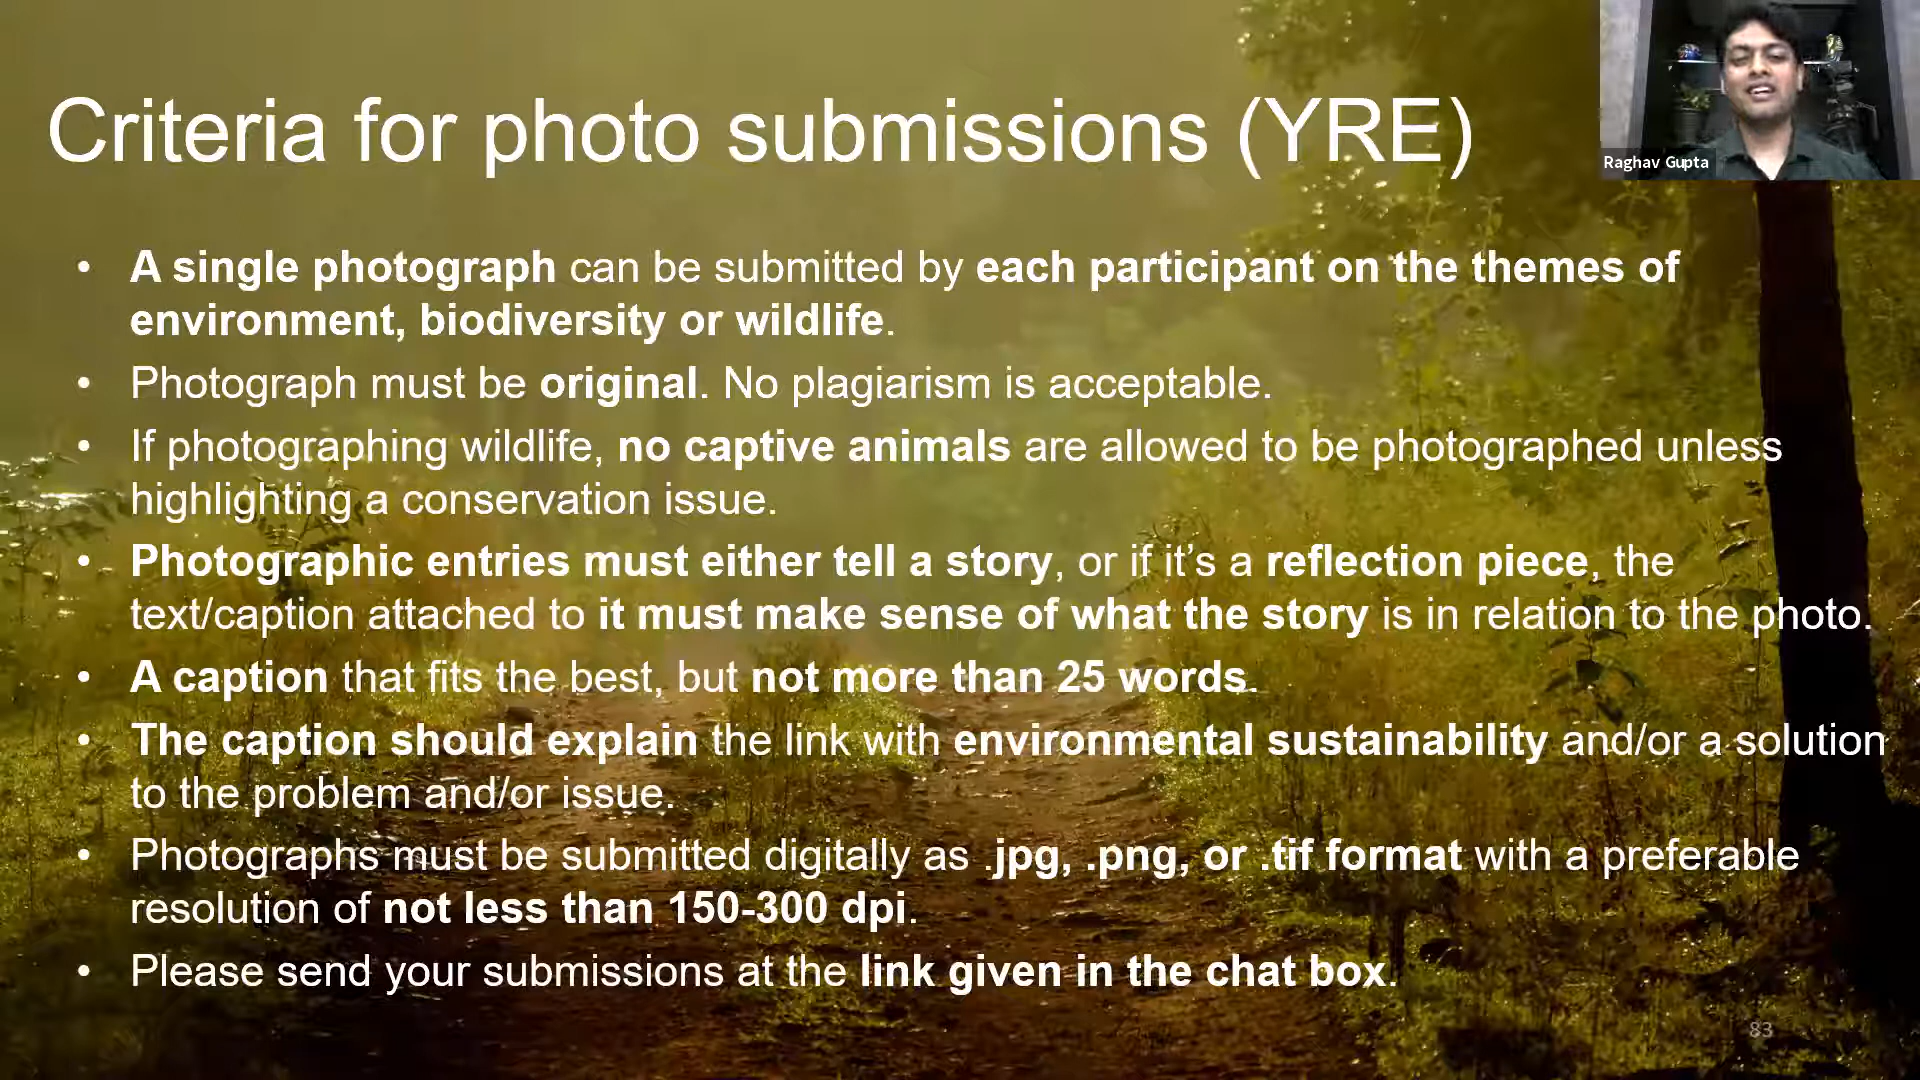 Criteria for photo submissions (YRE)
Raghav Gupta
• A single photograph can be submitted by each participant on the themes of
environment, biodiversity or wildlife.
• Photograph must be original. No plagiarism is acceptable.
• If photographing wildlife, no captive animals are allowed to be photographed unless
highlighting a conservation issue.
• Photographic entries must either tell a story, or if it’s a reflection piece, the
text/caption attached to it must make sense of what the story is in relation to the photo.
• A caption that fits the best, but not more than 25 words.
• The caption should explain the link with environmental sustainability and/or a solution
to the problem and/or issue.
• Photographs must be submitted digitally as .jpg, .png, or .tif format with a preferable
resolution of not less than 150-300 dpi.
• Please send your submissions at the link given in the chat box.
83